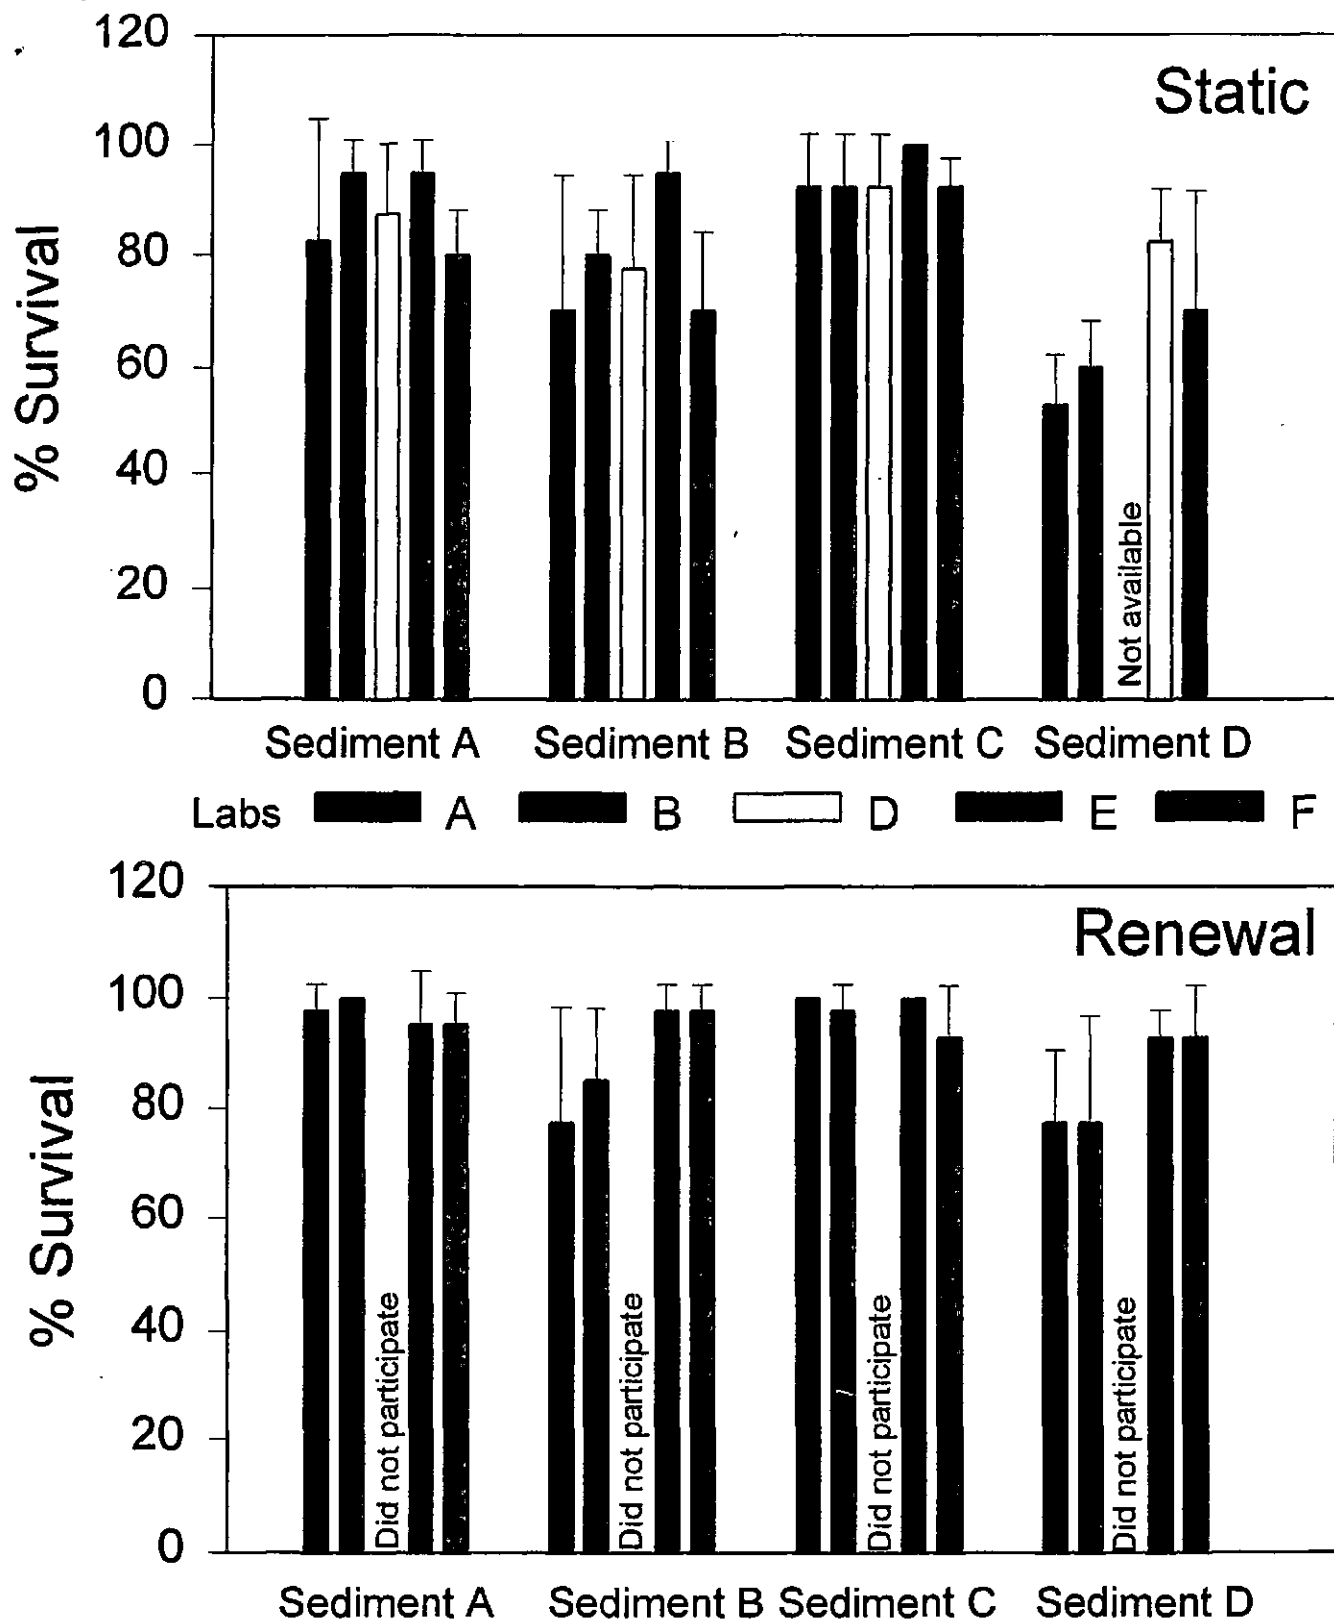 120
Static
100
80
60
40
20
0
% Survival
Not available
Sediment A Sediment B Sediment C Sediment D
Labs A B D E F
120
Renewal
100
80
60
40
20
0
% Survival
Did not participate
Did not participate
Did not participate
Did not participate
Sediment A Sediment B Sediment C Sediment D